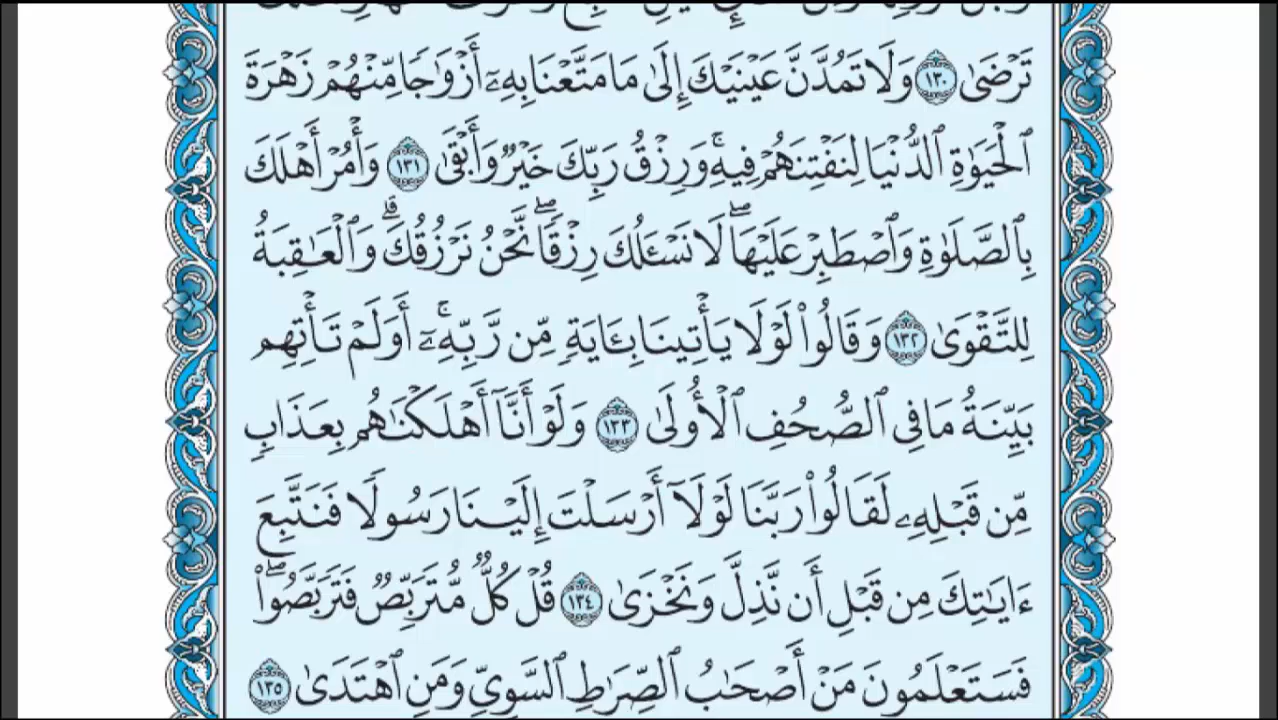 تَرْضَىٰ ١٣٠ وَلَا تَمُدَّنَّ عَيْنَيْكَ إِلَىٰ مَا مَتَّعْنَا بِهِۦٓ أَزْوَٰجًا مِّنْهُمْ زَهْرَةَ
ٱلْحَيَوٰةِ ٱلدُّنْيَا لِنَفْتِنَهُمْ فِيهِۚ وَرِزْقُ رَبِّكَ خَيْرٌ وَأَبْقَىٰ ١٣١ وَأْمُرْ أَهْلَكَ
بِٱلصَّلَوٰةِ وَٱصْطَبِرْ عَلَيْهَاۖ لَا نَسْـَٔلُكَ رِزْقًاۖ نَّحْنُ نَرْزُقُكَۗ وَٱلْعَـٰقِبَةُ
لِلتَّقْوَىٰ ١٣٢ وَقَالُوا۟ لَوْلَا يَأْتِينَا بِـَٔايَةٍ مِّن رَّبِّهِۦٓۚ أَوَلَمْ تَأْتِهِم
بَيِّنَةُ مَا فِى ٱلصُّحُفِ ٱلْأُولَىٰ ١٣٣ وَلَوْ أَنَّآ أَهْلَكْنَـٰهُم بِعَذَابٍ
مِّن قَبْلِهِۦ لَقَالُوا۟ رَبَّنَا لَوْلَآ أَرْسَلْتَ إِلَيْنَا رَسُولًا فَنَتَّبِعَ
ءَايَـٰتِكَ مِن قَبْلِ أَن نَّذِلَّ وَنَخْزَىٰ ١٣٤ قُلْ كُلٌّ مُّتَرَبِّصٌ فَتَرَبَّصُوا۟ۖ
فَسَتَعْلَمُونَ مَنْ أَصْحَـٰبُ ٱلصِّرَٰطِ ٱلسَّوِىِّ وَمَنِ ٱهْتَدَىٰ ١٣٥